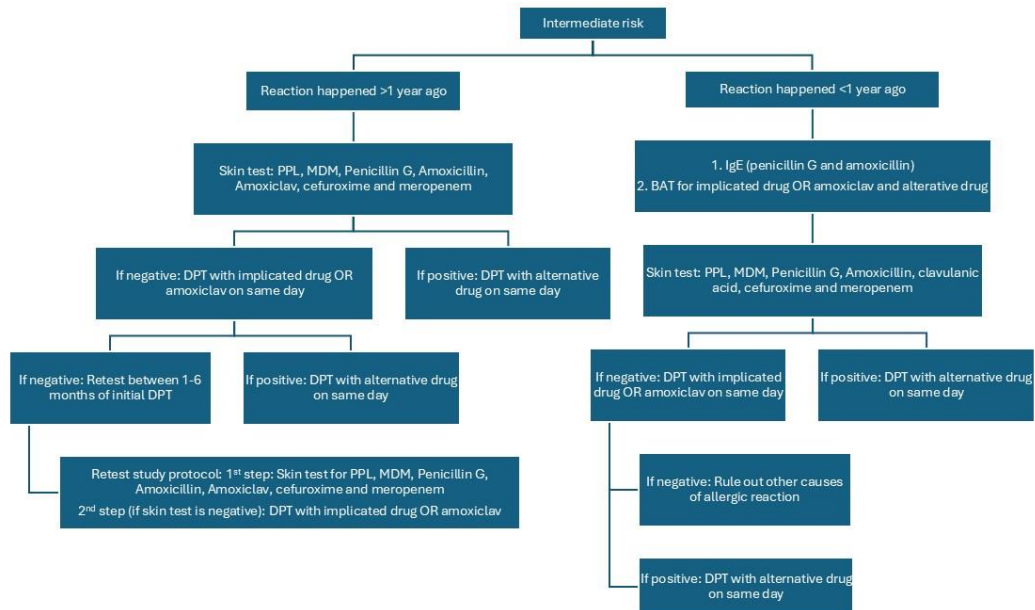 Intermediate risk
Reaction happened >1 year ago
Reaction happened <1 year ago
Skin test: PPL, MDM, Penicillin G, Amoxicillin,
Amoxiclav, cefuroxime and meropenem
1. IgE (penicillin G and amoxicillin)
2. BAT for implicated drug OR amoxiclav and alterative drug
If negative: DPT with implicated drug OR
amoxiclav on same day
If positive: DPT with alternative
drug on same day
Skin test: PPL, MDM, Penicillin G, Amoxicillin, clavulanic
acid, cefuroxime and meropenem
If negative: Retest between 1-6
months of initial DPT
If positive: DPT with alternative drug
on same day
If negative: DPT with implicated
drug OR amoxiclav on same day
If positive: DPT with alternative drug
on same day
Retest study protocol: 1st step: Skin test for PPL, MDM, Penicillin G,
Amoxicillin, Amoxiclav, cefuroxime and meropenem
2nd step (if skin test is negative): DPT with implicated drug OR amoxiclav
If negative: Rule out other causes
of allergic reaction
If positive: DPT with alternative drug
on same day